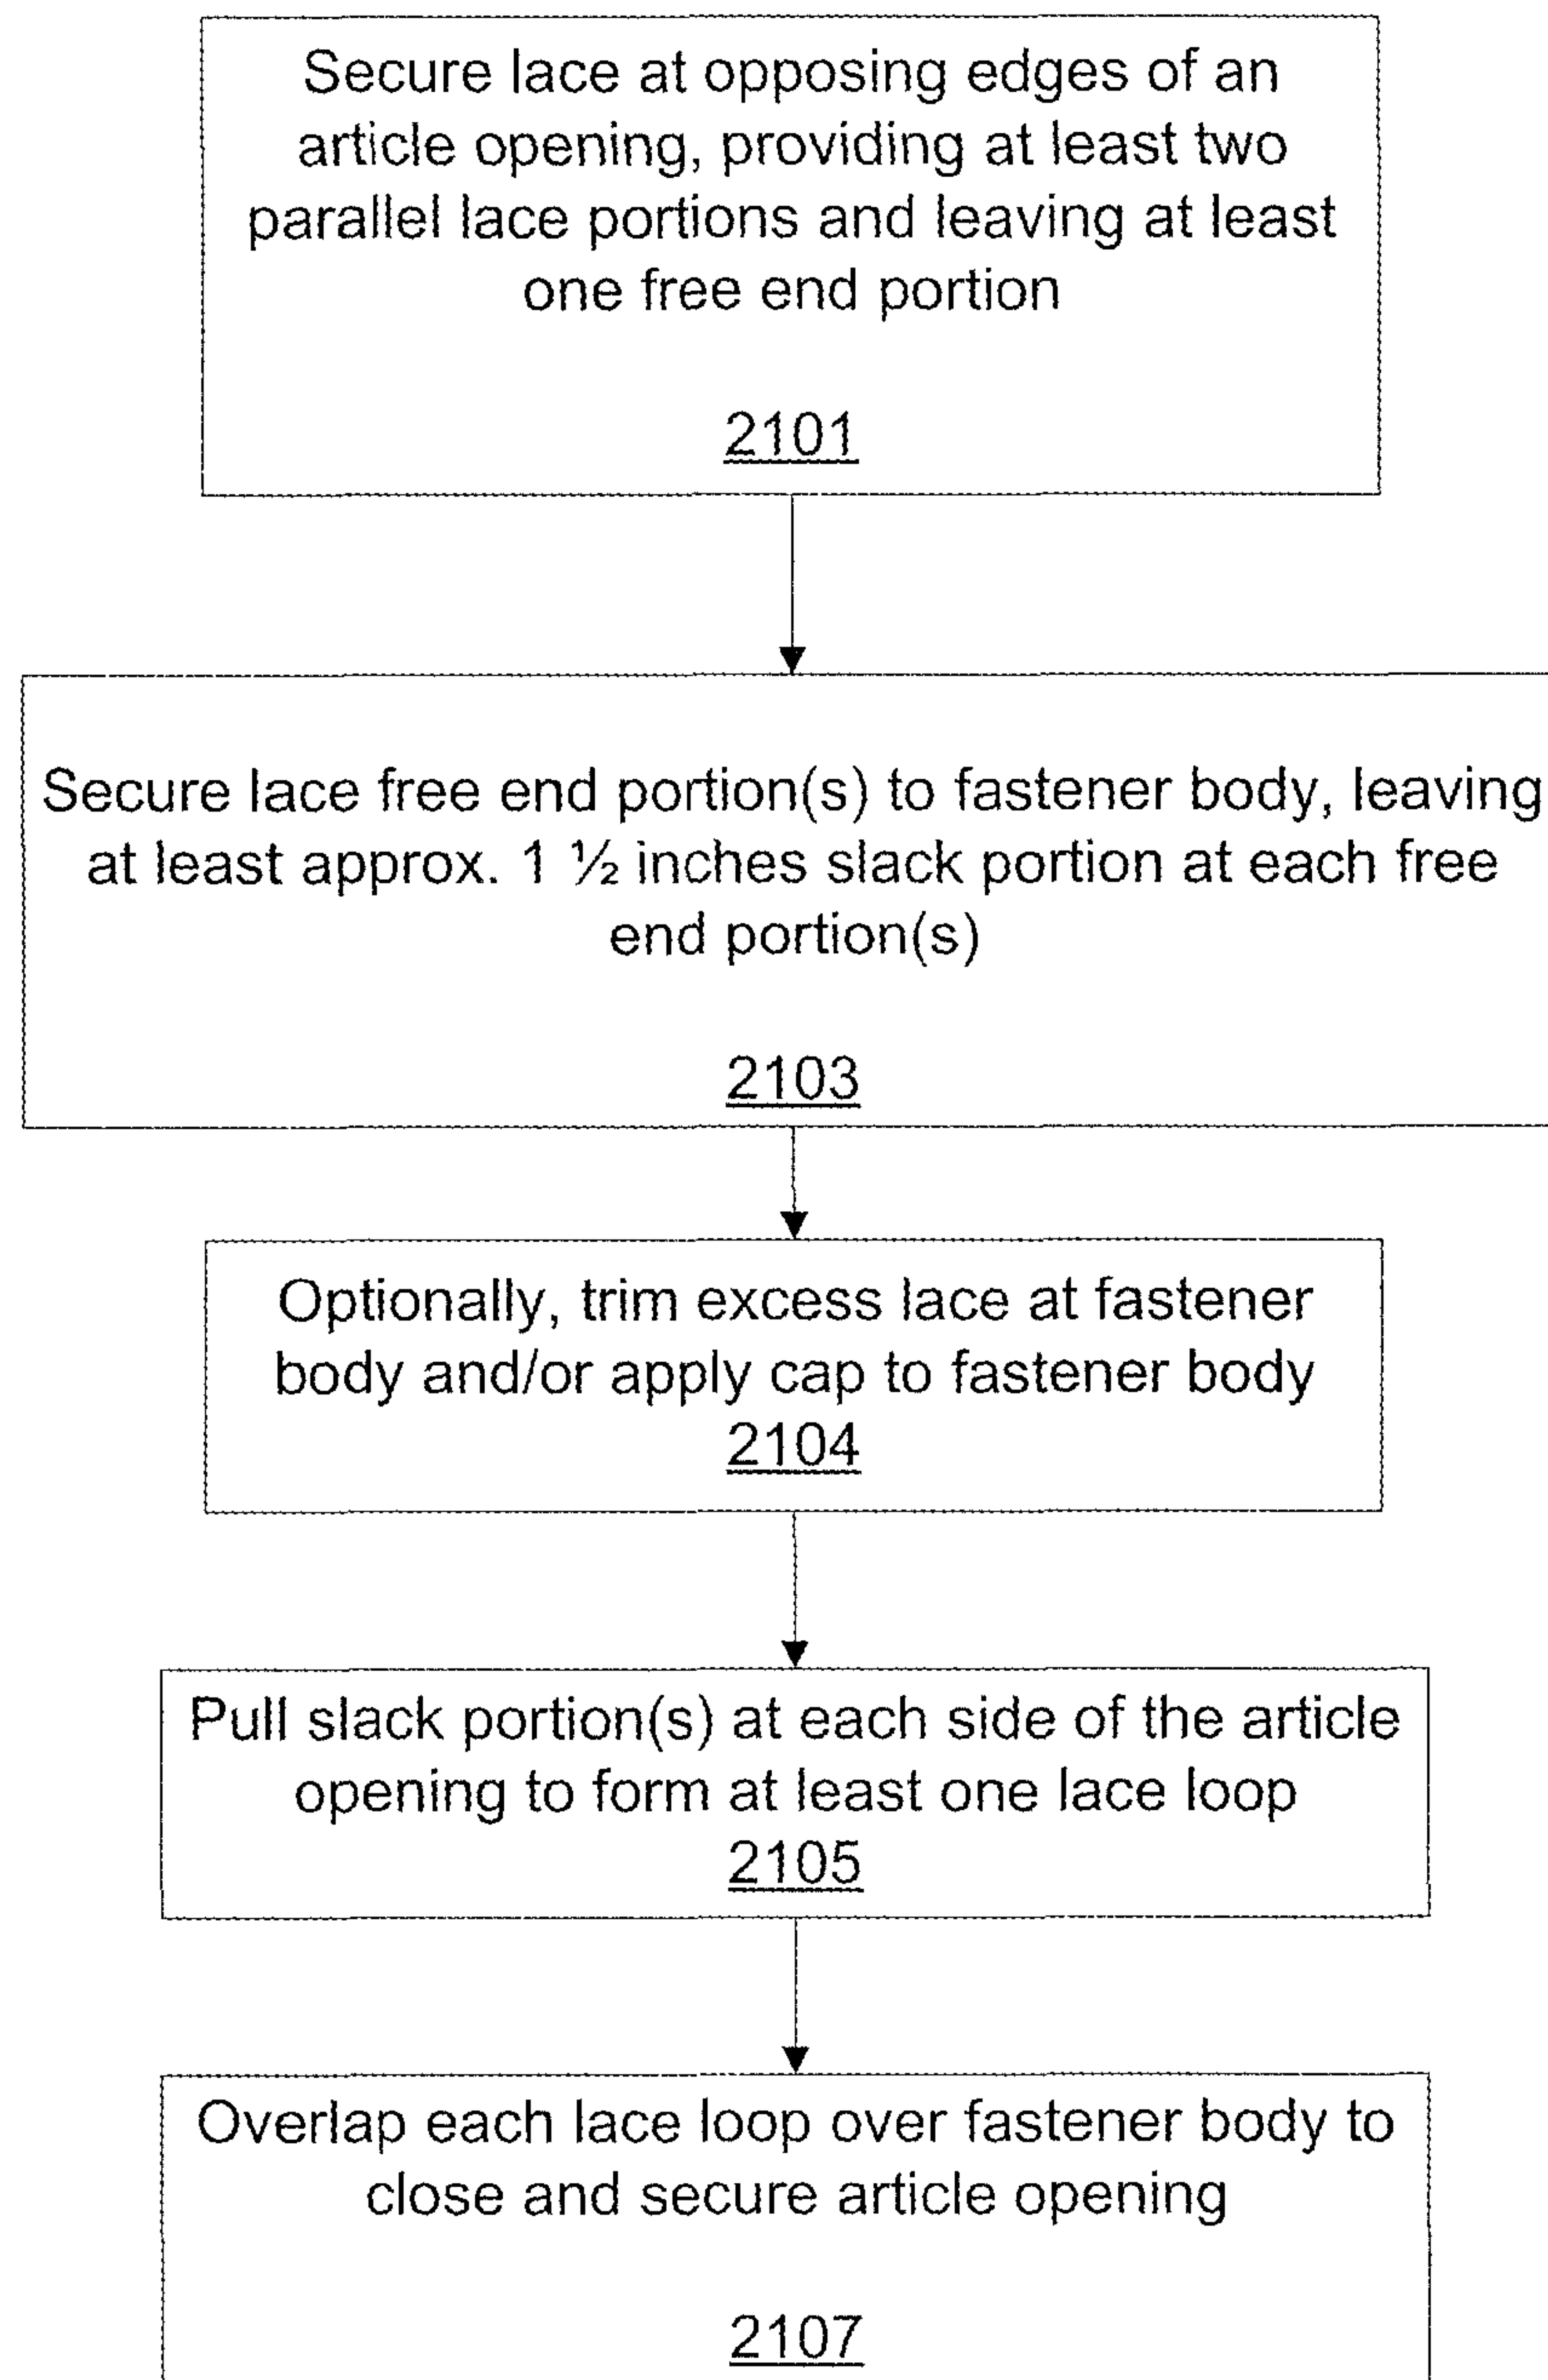 Secure lace at opposing edges of an
article opening, providing at least two
parallel lace portions and leaving at least
one free end portion
2101
Secure lace free end portion(s) to fastener body, leaving
at least approx. 1 ½ inches slack portion at each free
end portion(s)
2103
Optionally, trim excess lace at fastener
body and/or apply cap to fastener body
2104
Pull slack portion(s) at each side of the article
opening to form at least one lace loop
2105
Overlap each lace loop over fastener body to
close and secure article opening
2107